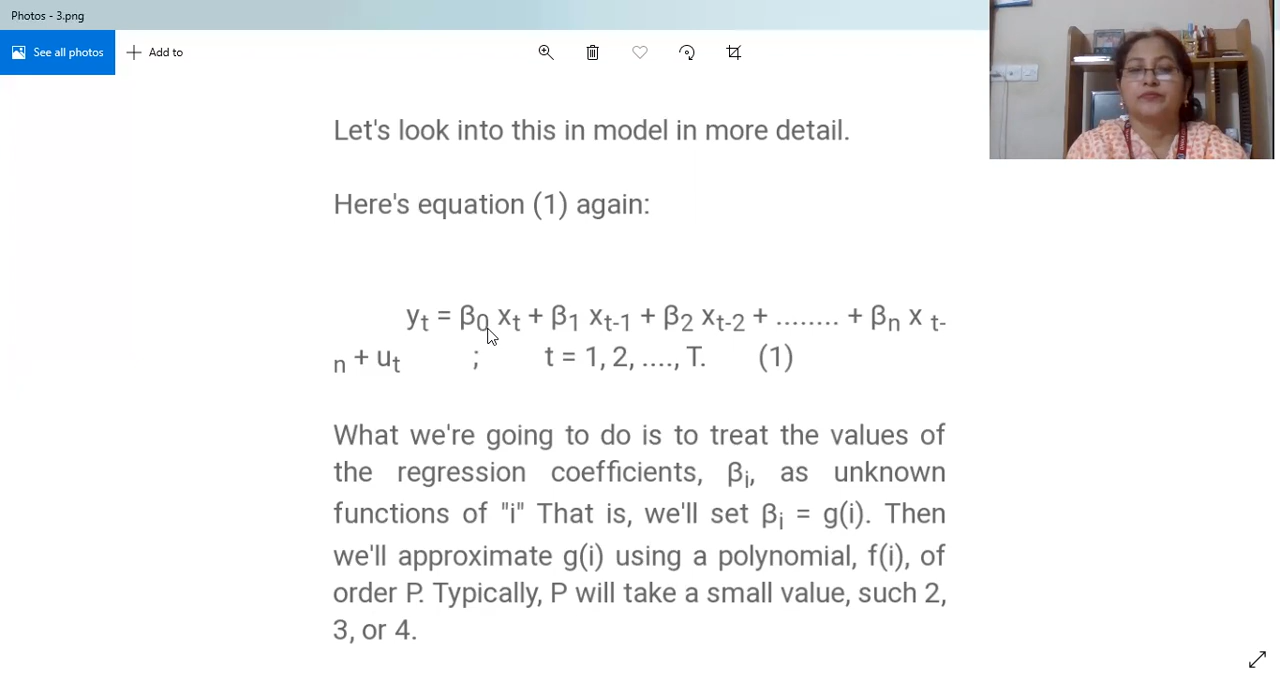 Photos - 3.png
See all photos
Add to
Let's look into this in model in more detail.
Here's equation (1) again:
yt = β0 xt + β1 xt-1 + β2 xt-2 + ........ + βn x t-
n + ut ; t = 1, 2, ...., T. (1)
What we're going to do is to treat the values of
the regression coefficients, βi, as unknown
functions of "i" That is, we'll set βi = g(i). Then
we'll approximate g(i) using a polynomial, f(i), of
order P. Typically, P will take a small value, such 2,
3, or 4.